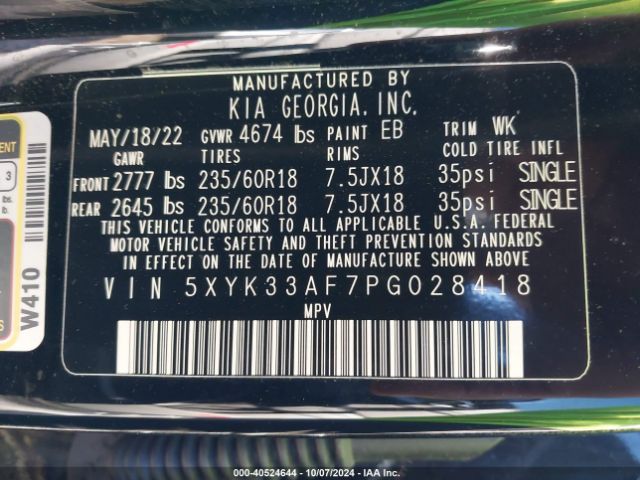 MANUFACTURED BY
KIA GEORGIA, INC.
MAY/18/22 GVWR 4674 lbs PAINT EB TRIM WK
GAWR TIRES RIMS COLD TIRE INFL
FRONT 2777 lbs 235/60R18 7.5JX18 35psi SINGLE
REAR 2645 lbs 235/60R18 7.5JX18 35psi SINGLE
THIS VEHICLE CONFORMS TO ALL APPLICABLE U.S.A. FEDERAL
MOTOR VEHICLE SAFETY AND THEFT PREVENTION STANDARDS
IN EFFECT ON THE DATE OF MANUFACTURE SHOWN ABOVE
VIN 5XYK33AF7PG028418
MPV
3
lbs.
lb.
W410
©-40524644 - 10/07/2024 - IAA Inc.